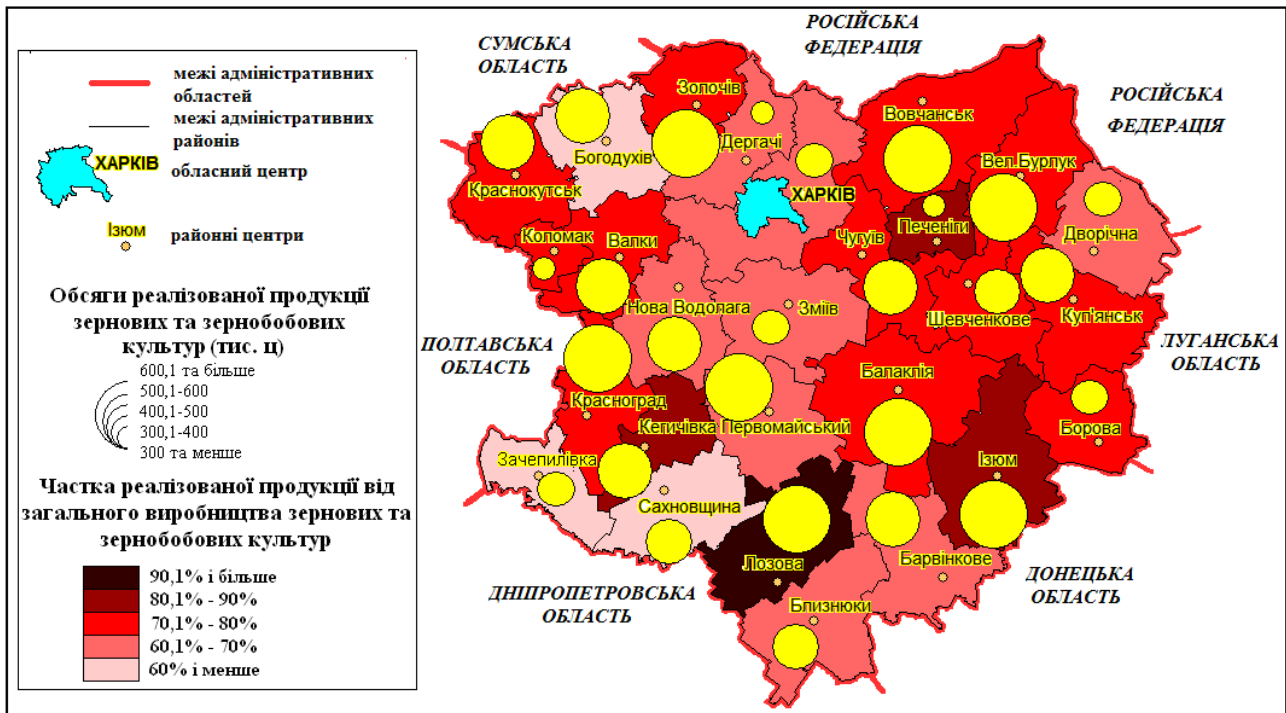 межі адміністративних
областей
межі адміністративних
районів
ХАРКІВ
обласний центр
Ізюм
районні центри
Обсяги реалізованої продукції
зернових та зернобобових
культур (тис. ц)
600,1 та більше
500,1-600
400,1-500
300,1-400
300 та менше
Частка реалізованої продукції від
загального виробництва зернових та
зернобобових культур
90,1% і більше
80,1% - 90%
70,1% - 80%
60,1% - 70%
60% і менше
СУМСЬКА
ОБЛАСТЬ
РОСІЙСЬКА
ФЕДЕРАЦІЯ
РОСІЙСЬКА
ФЕДЕРАЦІЯ
ПОЛТАВСЬКА
ОБЛАСТЬ
ЛУГАНСЬКА
ОБЛАСТЬ
ДНІПРОПЕТРОВСЬКА
ОБЛАСТЬ
ДОНЕЦЬКА
ОБЛАСТЬ
Золочів
Вовчанськ
Богодухів
Дергачі
Вел.Бурлук
Краснокутськ
ХАРКІВ
Печеніги
Дворічна
Коломак
Валки
Чугуїв
Нова Водолага
Зміїв
Шевченкове
Куп'янськ
Балаклія
Красноград
Кегичівка
Первомайський
Борова
Зачепилівка
Ізюм
Сахновщина
Лозова
Барвінкове
Близнюки